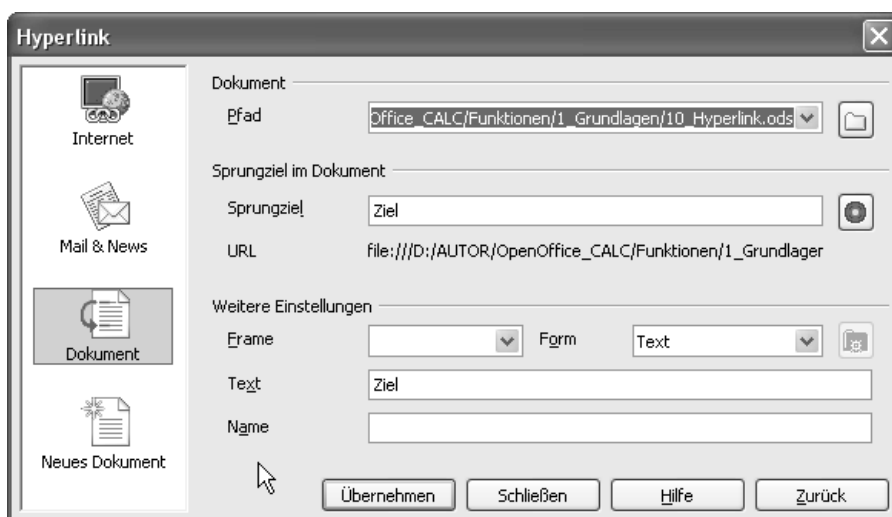 Hyperlink
Internet
Mail & News
Dokument
Neues Dokument
Dokument
Pfad Office_CALC/Funktionen/1_Grundlagen/10_Hyperlink.ods
Sprungziel im Dokument
Sprungziel Ziel
URL file:///D:/AUTOR/OpenOffice_CALC/Funktionen/1_Grundlager
Weitere Einstellungen
Frame Form Text
Text Ziel
Name
Übernehmen Schließen Hilfe Zurück